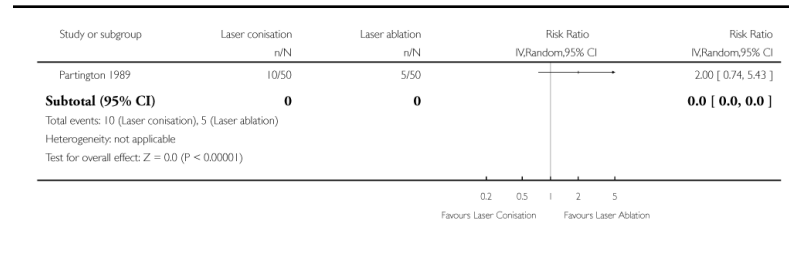 Study or subgroup Laser conisation Laser ablation Risk Ratio Risk Ratio
n/N n/N IV,Random,95% CI IV,Random,95% CI
Partington 1989 10/50 5/50 2.00 [ 0.74, 5.43 ]
Subtotal (95% CI) 0 0 0.0 [ 0.0, 0.0 ]
Total events: 10 (Laser conisation), 5 (Laser ablation)
Heterogeneity: not applicable
Test for overall effect: Z = 0.0 (P < 0.00001)
0.2 0.5 1 2 5
Favours Laser Conisation Favours Laser Ablation